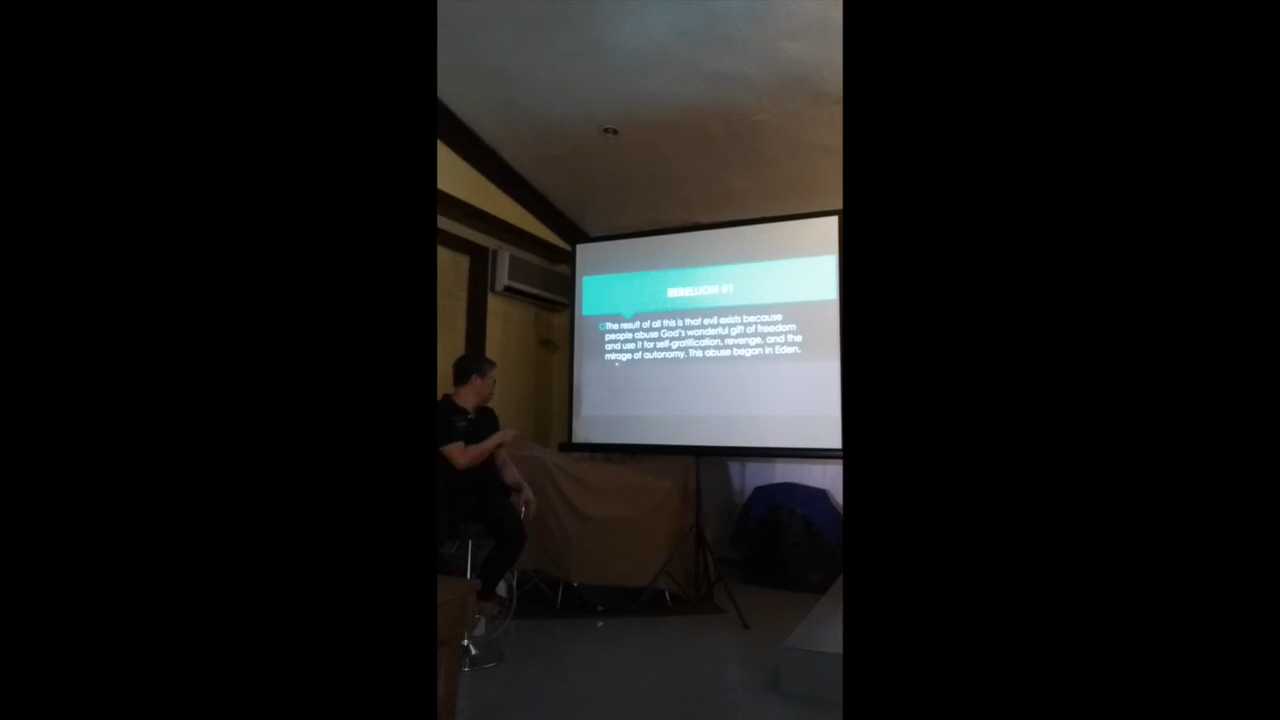 REBELLION #1
The result of all this is that evil exists because
people abuse God's wonderful gift of freedom
and use it for self-gratification, revenge, and the
mirage of autonomy. This abuse began in Eden.